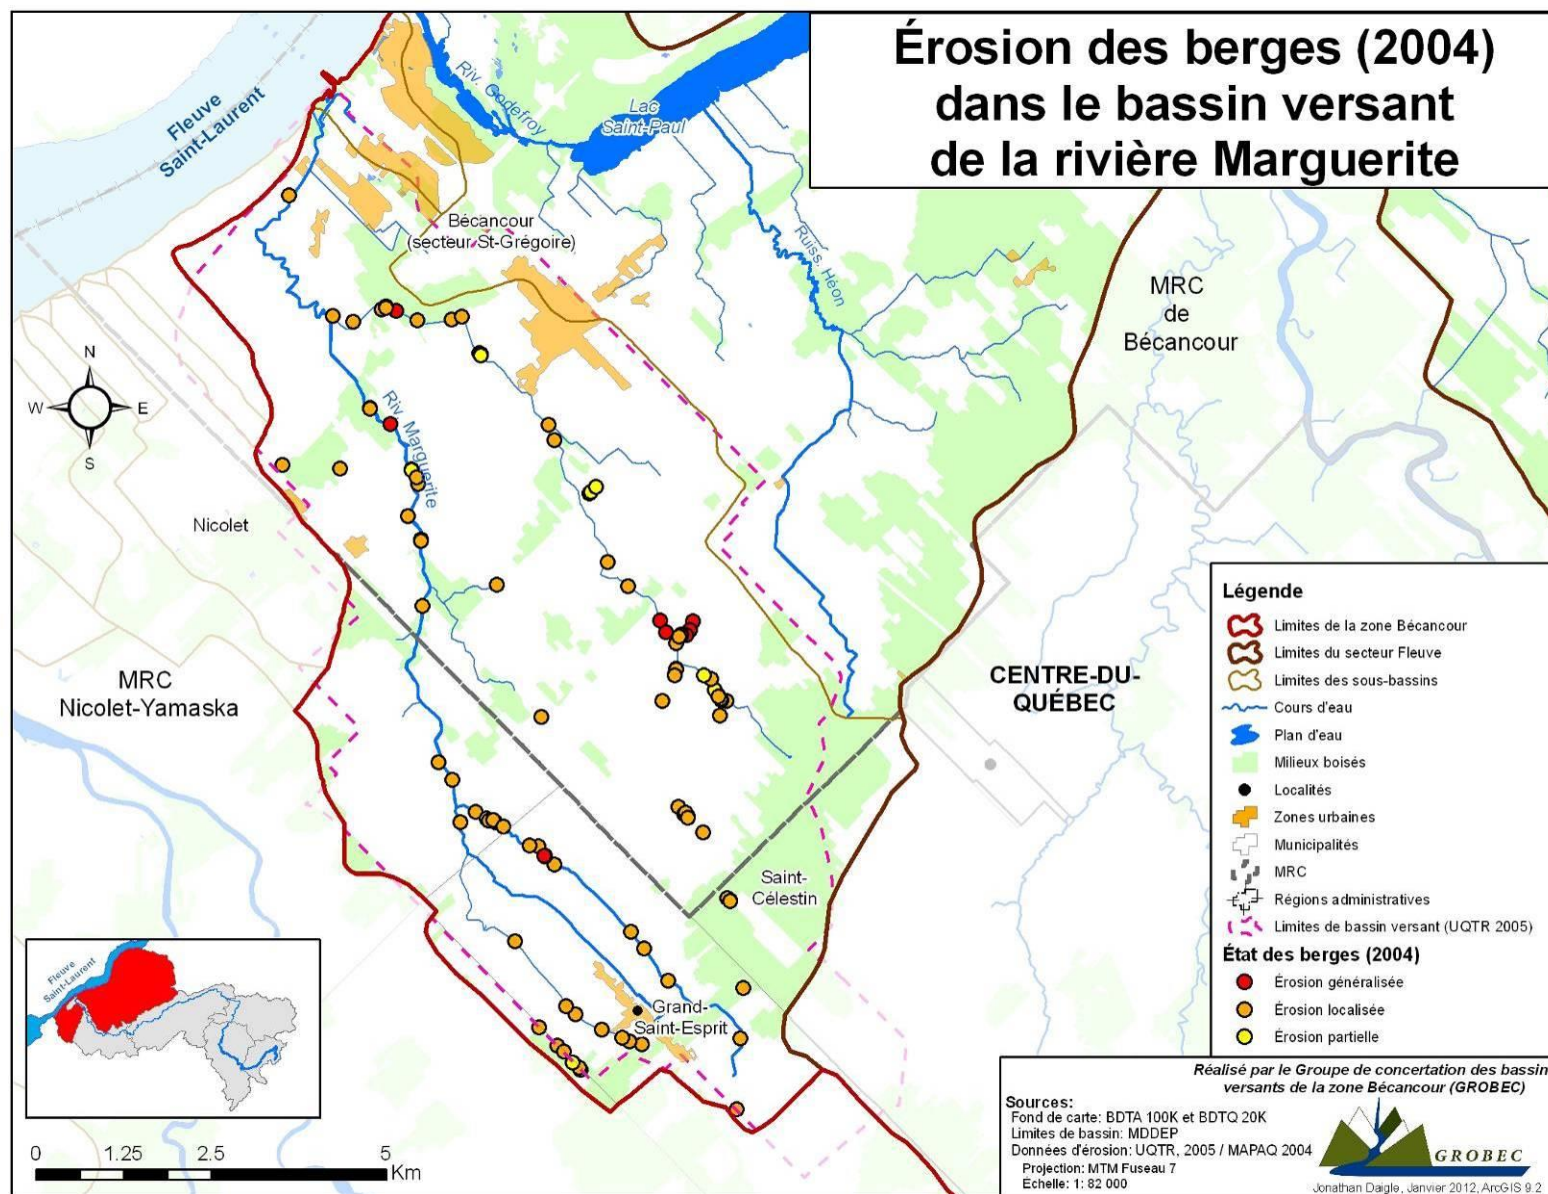 Érosion des berges (2004)
dans le bassin versant
de la rivière Marguerite
Fleuve
Saint-Laurent
Riv. Godefroy
Lac
Saint-Paul
Bécancour
(secteur St-Grégoire)
Ruiss. Héon
MRC
de
Bécancour
N
W
E
S
Riv. Marguerite
Nicolet
MRC
Nicolet-Yamaska
CENTRE-DU-
QUÉBEC
Saint-
Célestin
Grand-
Saint-Esprit
Légende
Limites de la zone Bécancour
Limites du secteur Fleuve
Limites des sous-bassins
Cours d'eau
Plan d'eau
Milieux boisés
Localités
Zones urbaines
Municipalités
MRC
Régions administratives
Limites de bassin versant (UQTR 2005)
État des berges (2004)
Érosion généralisée
Érosion localisée
Érosion partielle
Fleuve
Saint-Laurent
0 1.25 2.5 5
Km
Réalisé par le Groupe de concertation des bassin
versants de la zone Bécancour (GROBEC)
Sources:
Fond de carte: BDTA 100K et BDTQ 20K
Limites de bassin: MDDEP
Données d'érosion: UQTR, 2005 / MAPAQ 2004
Projection: MTM Fuseau 7
Échelle: 1: 82 000
GROBEC
Jonathan Daigle, Janvier 2012, ArcGIS 9.2